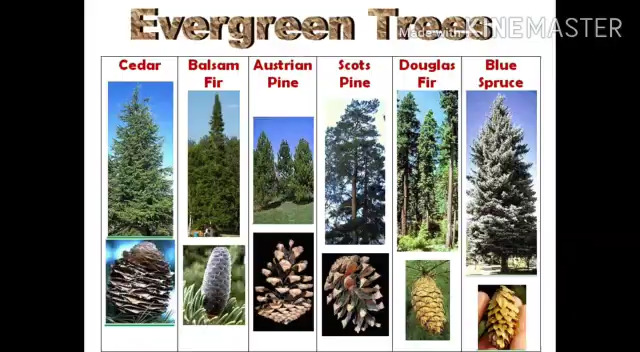 Evergreen Trees
Made with KINEMASTER
Cedar
Balsam
Fir
Austrian
Pine
Scots
Pine
Douglas
Fir
Blue
Spruce